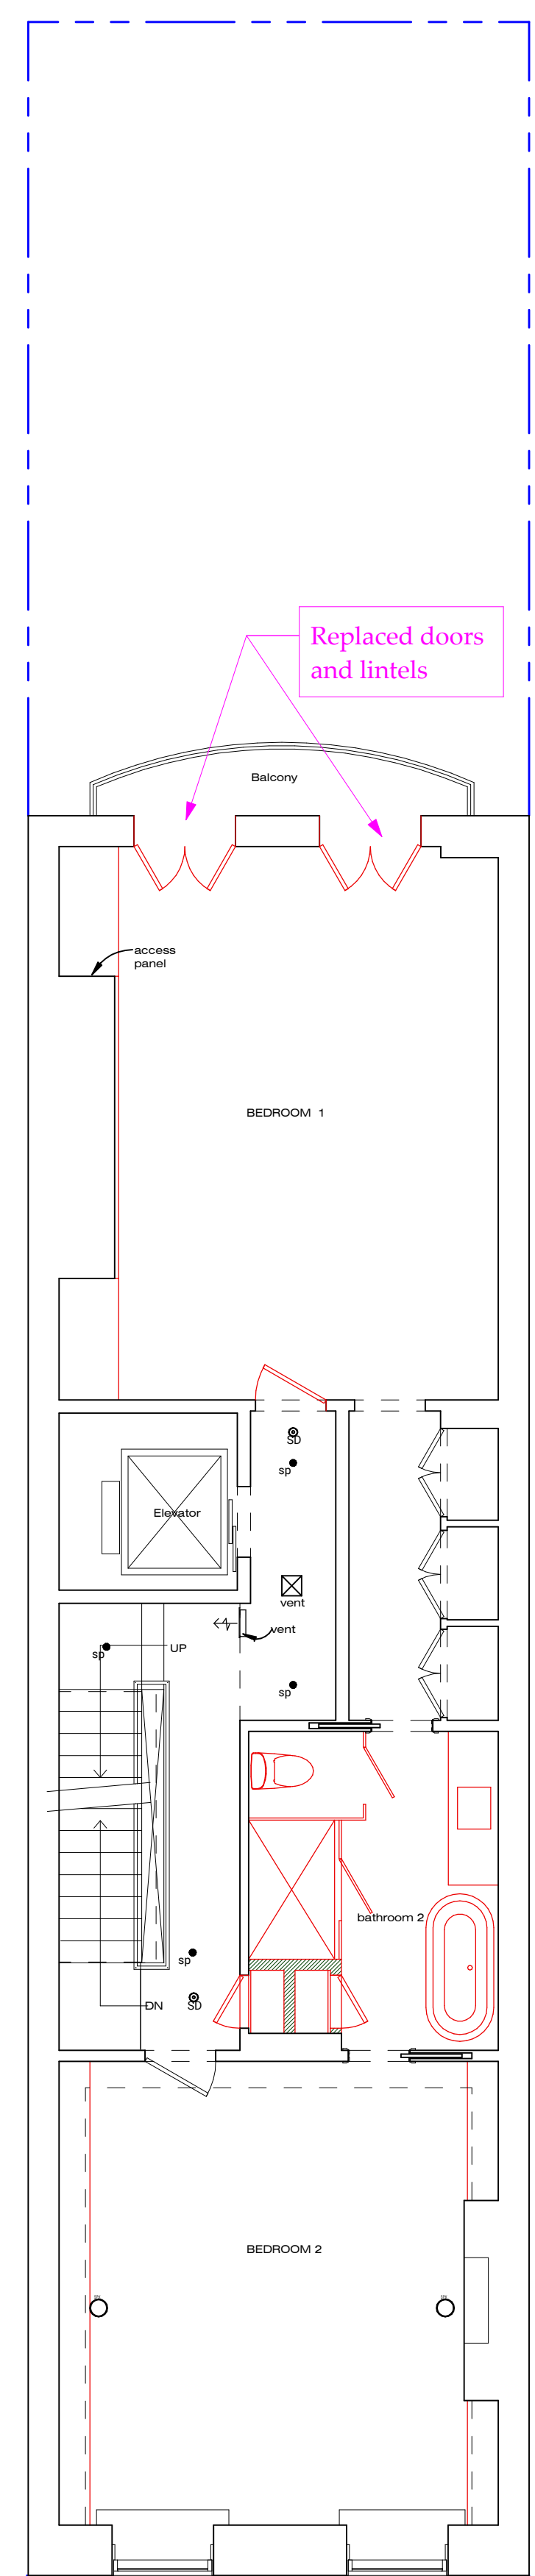 Replaced doors
and lintels
Balcony
access
panel
BEDROOM 1
SD
sp
Elevator
vent
vent
UP
sp
sp
bathroom 2
sp
DN
SD
BEDROOM 2